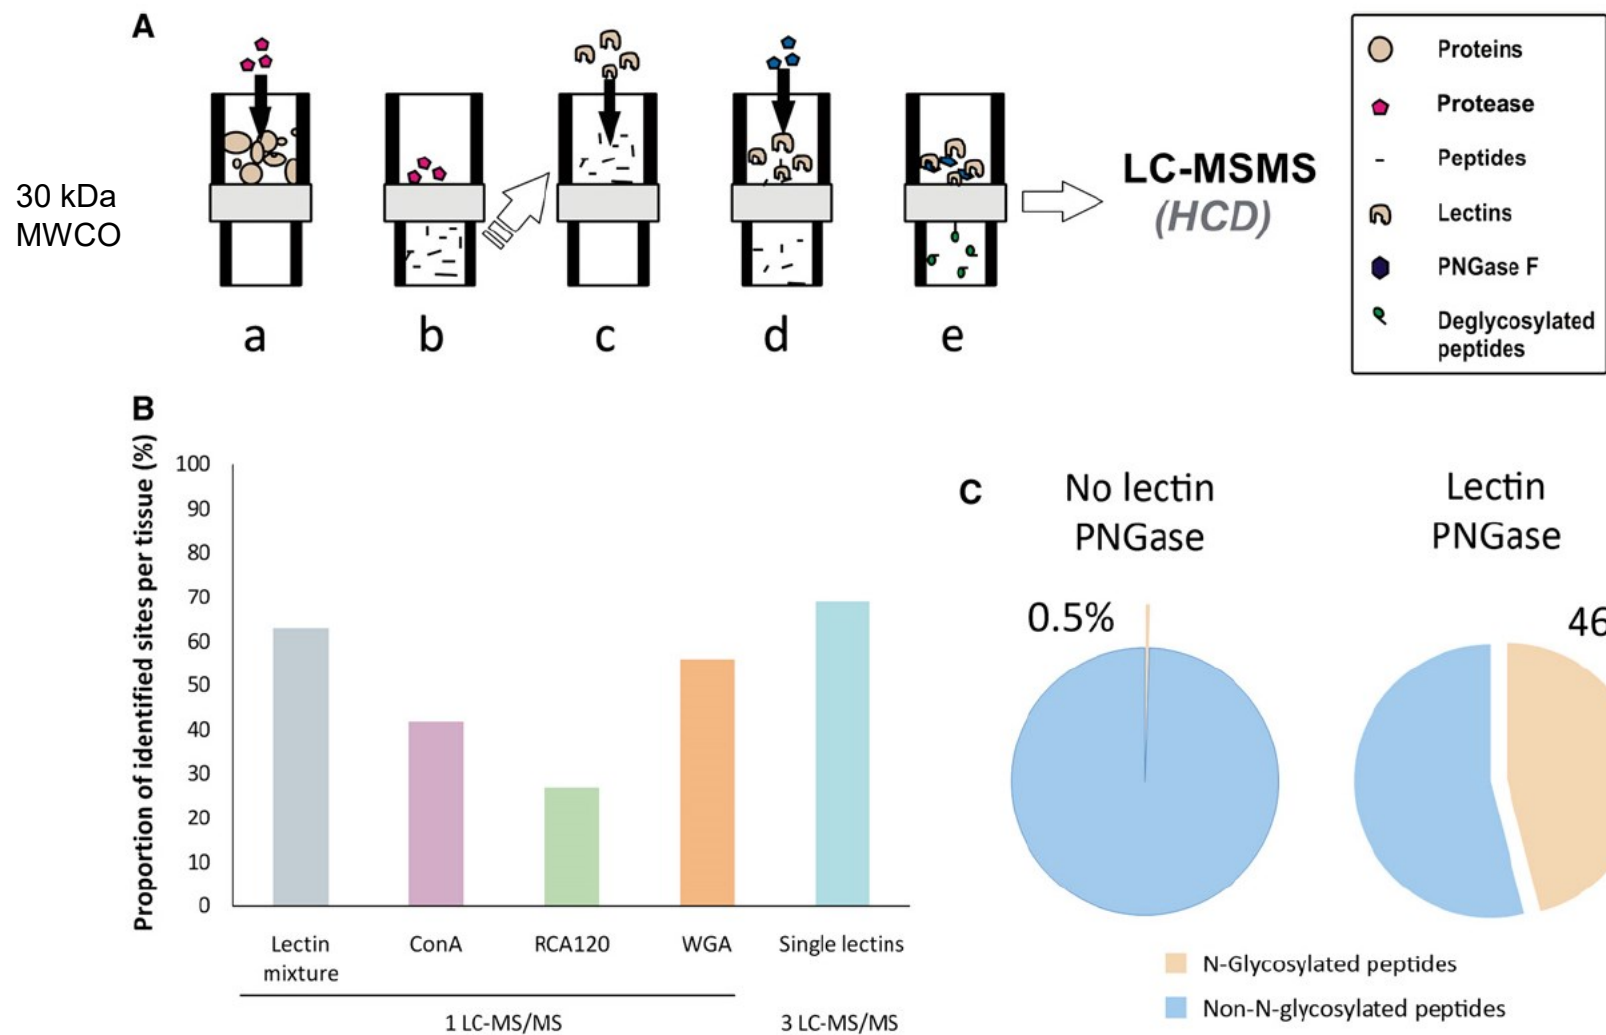 A
30 kDa
MWCO
a
b
c
d
e
LC-MSMS
(HCD)
Proteins
Protease
Peptides
Lectins
PNGase F
Deglycosylated
peptides
B
Proportion of identified sites per tissue (%)
100
90
80
70
60
50
40
30
20
10
0
Lectin
mixture
ConA
RCA120
WGA
Single lectins
1 LC-MS/MS
3 LC-MS/MS
C
No lectin
PNGase
0.5%
Lectin
PNGase
46
N-Glycosylated peptides
Non-N-glycosylated peptides